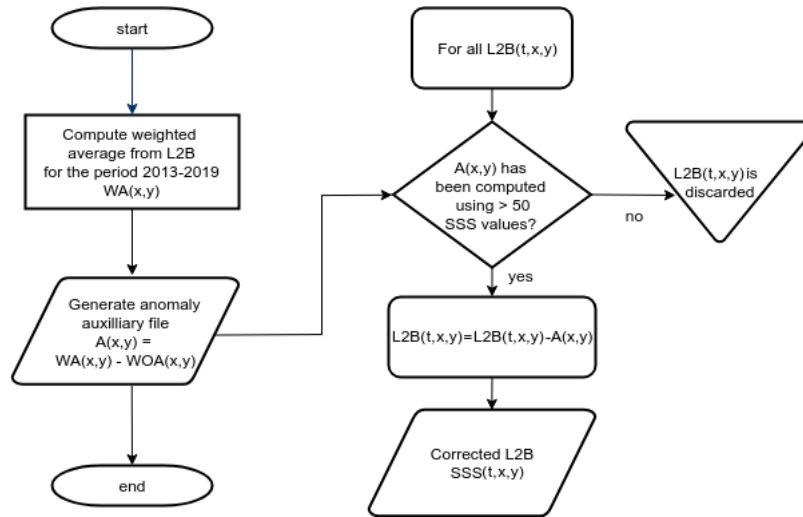 start
Compute weighted
average from L2B
for the period 2013-2019
WA(x,y)
Generate anomaly
auxilliary file
A(x,y) =
WA(x,y) - WOA(x,y)
end
For all L2B(t,x,y)
A(x,y) has
been computed
using > 50
SSS values?
no
L2B(t,x,y) is
discarded
yes
L2B(t,x,y)=L2B(t,x,y)-A(x,y)
Corrected L2B
SSS(t,x,y)